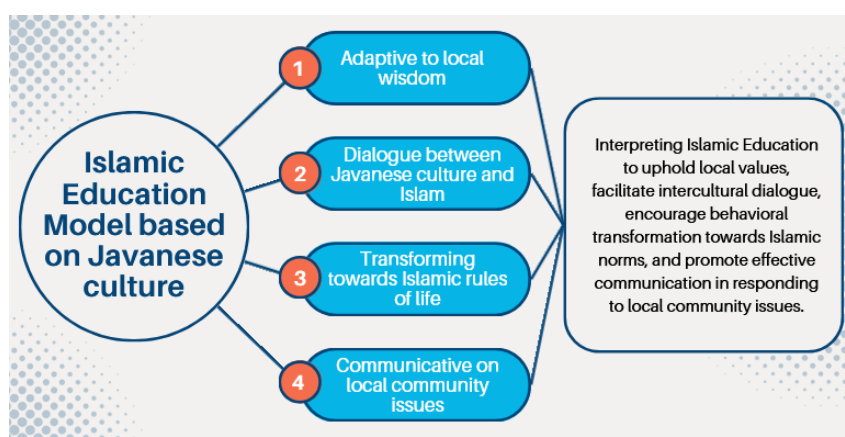 Islamic
Education
Model based
on Javanese
culture
1
Adaptive to local
wisdom
2
Dialogue between
Javanese culture and
Islam
3
Transforming
towards Islamic rules
of life
4
Communicative on
local community
issues
Interpreting Islamic Education
to uphold local values,
facilitate intercultural dialogue,
encourage behavioral
transformation towards Islamic
norms, and promote effective
communication in responding
to local community issues.